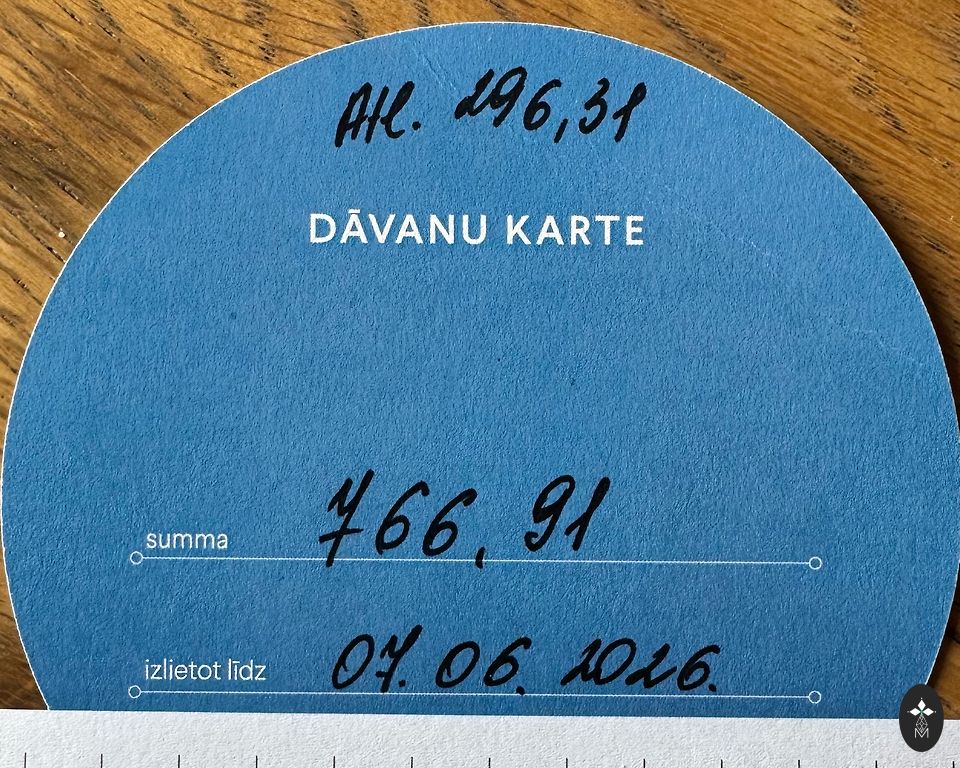 Atl. 296,31
DĀVANU KARTE
summa 766,91
izlietot līdz 07.06.2026.
M